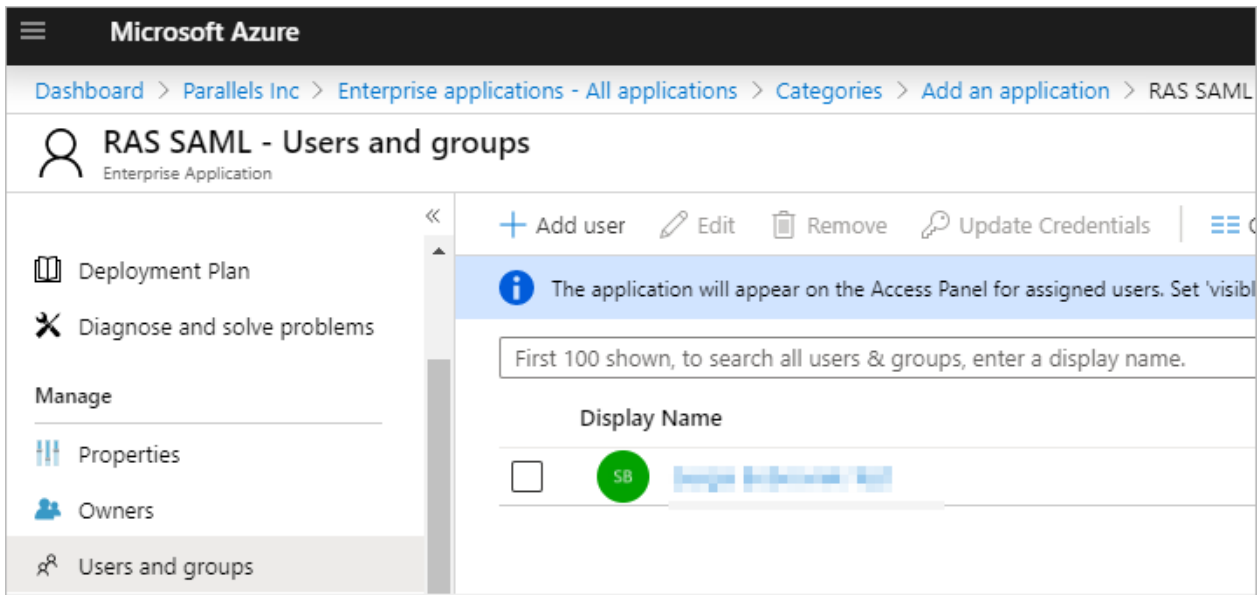 Microsoft Azure
Dashboard > Parallels Inc > Enterprise applications - All applications > Categories > Add an application > RAS SAML
RAS SAML - Users and groups
Enterprise Application
Add user Edit Remove Update Credentials
Deployment Plan
The application will appear on the Access Panel for assigned users. Set 'visibl
Diagnose and solve problems
First 100 shown, to search all users & groups, enter a display name.
Manage
Display Name
Properties
SB
Owners
Users and groups